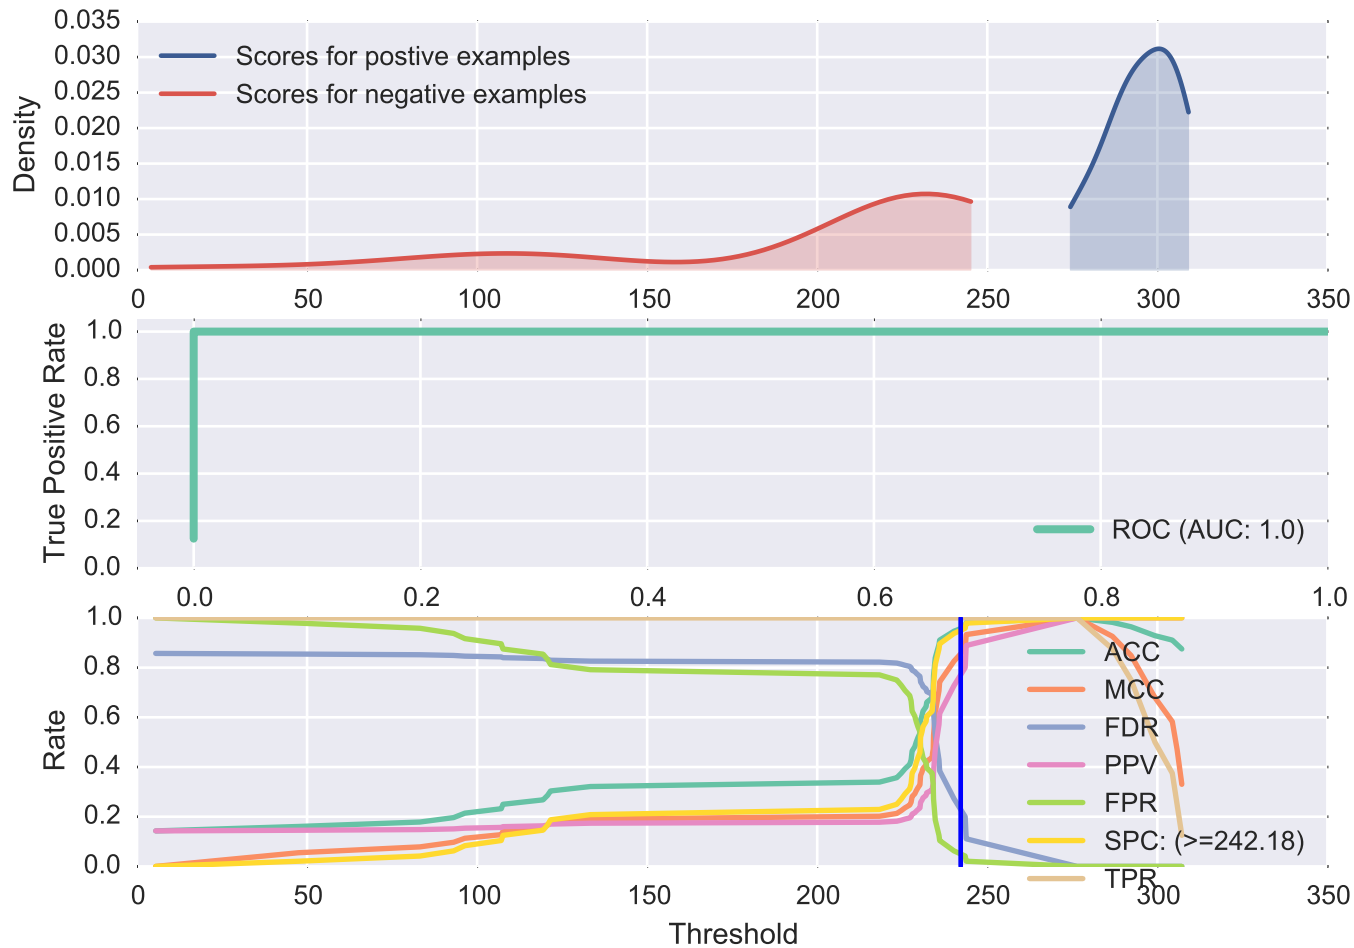 0.035
0.030
0.025
0.020
0.015
0.010
0.005
0.000
Density
Scores for postive examples
Scores for negative examples
0 50 100 150 200 250 300 350
1.0
0.8
0.6
0.4
0.2
0.0
True Positive Rate
ROC (AUC: 1.0)
0.0 0.2 0.4 0.6 0.8 1.0
1.0
0.8
0.6
0.4
0.2
0.0
Rate
ACC
MCC
FDR
PPV
FPR
SPC: (>=242.18)
TPR
0 50 100 150 200 250 300 350
Threshold